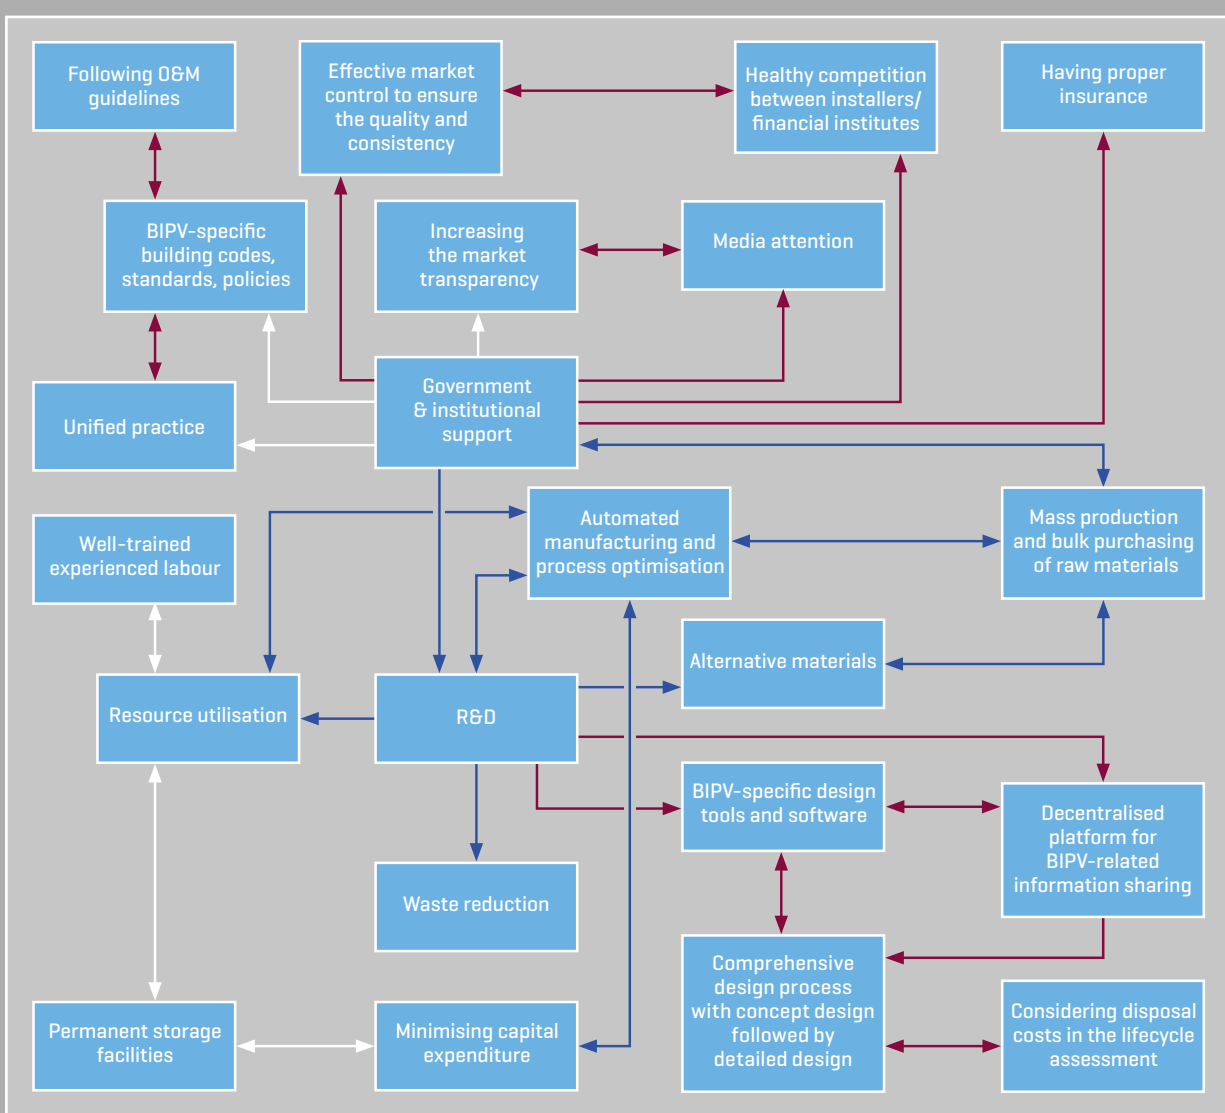 Following O&M
guidelines
Effective market
control to ensure
the quality and
consistency
Healthy competition
between installers/
financial institutes
Having proper
insurance
BIPV-specific
building codes,
standards, policies
Increasing
the market
transparency
Media attention
Unified practice
Government
& institutional
support
Well-trained
experienced labour
Automated
manufacturing and
process optimisation
Mass production
and bulk purchasing
of raw materials
Alternative materials
Resource utilisation
R&D
BIPV-specific design
tools and software
Decentralised
platform for
BIPV-related
information sharing
Waste reduction
Comprehensive
design process
with concept design
followed by
detailed design
Considering disposal
costs in the lifecycle
assessment
Permanent storage
facilities
Minimising capital
expenditure